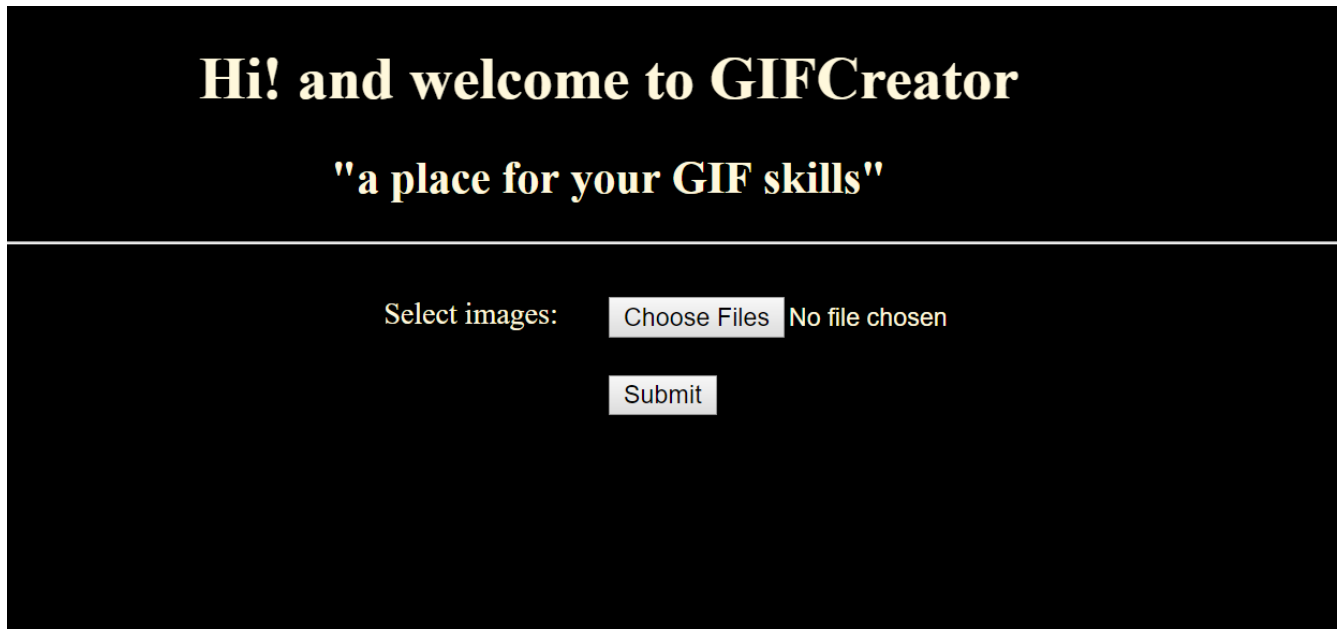 Hi! and welcome to GIFCreator
"a place for your GIF skills"
Select images: Choose Files No file chosen
Submit